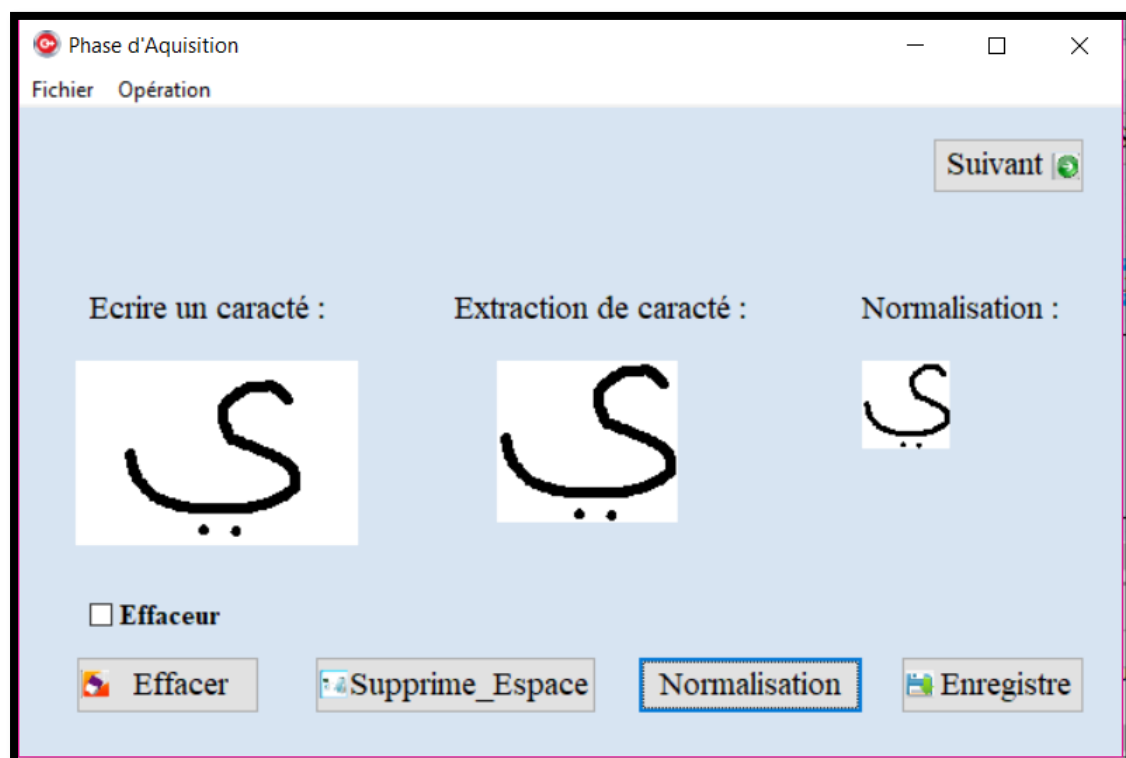 Phase d'Aquisition
Fichier Opération
Suivant
Ecrire un caracté : Extraction de caracté : Normalisation :
ي ي ي
Effaceur
Effacer Supprime_Espace Normalisation Enregistre